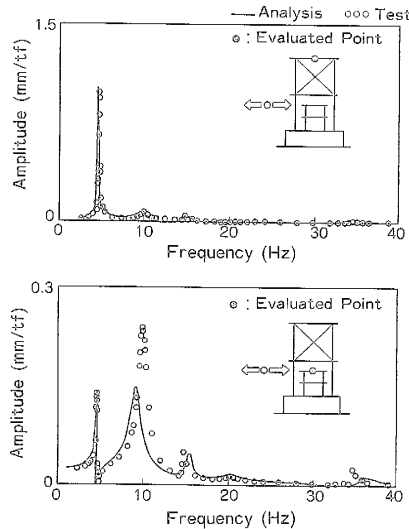 Analysis ooo Test
1.5
: Evaluated Point
Amplitude (mm/tf)
0
0 10 20 30 40
Frequency (Hz)
0.3
: Evaluated Point
Amplitude (mm/tf)
0
0 10 20 30 40
Frequency (Hz)